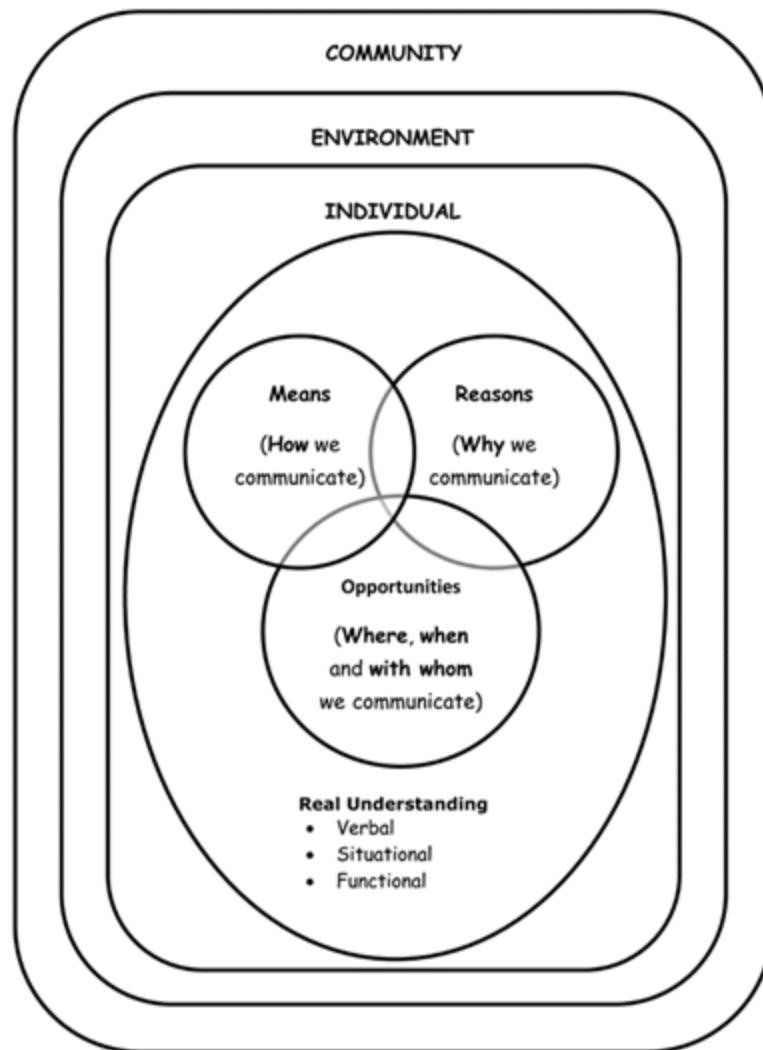 COMMUNITY
ENVIRONMENT
INDIVIDUAL
Means
(How we
communicate)
Reasons
(Why we
communicate)
Opportunities
(Where, when
and with whom
we communicate)
Real Understanding
• Verbal
• Situational
• Functional